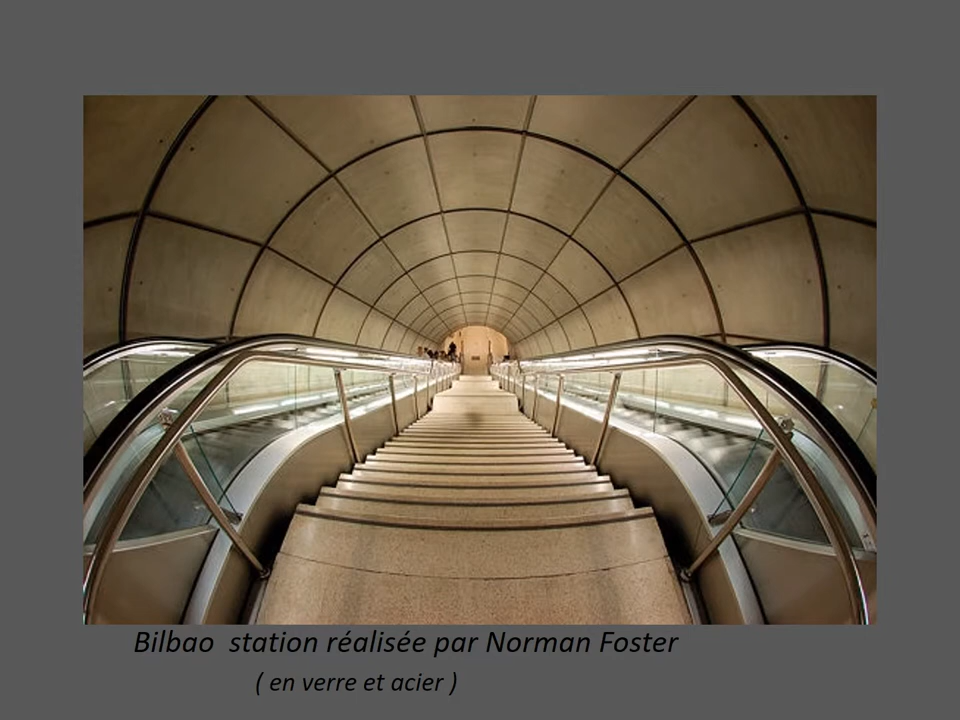 Bilbao  station réalisée par Norman Foster
( en verre et acier )